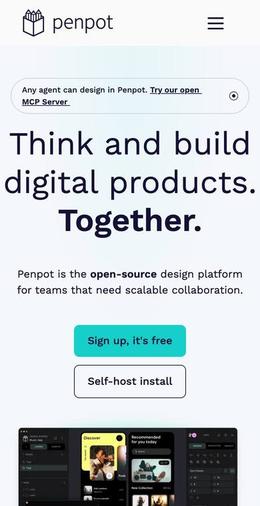 penpot
Any agent can design in Penpot. Try our open
MCP Server
Think and build
digital products.
Together.
Penpot is the open-source design platform
for teams that need scalable collaboration.
Sign up, it's free
Self-host install
Discover
Recommended
for you today